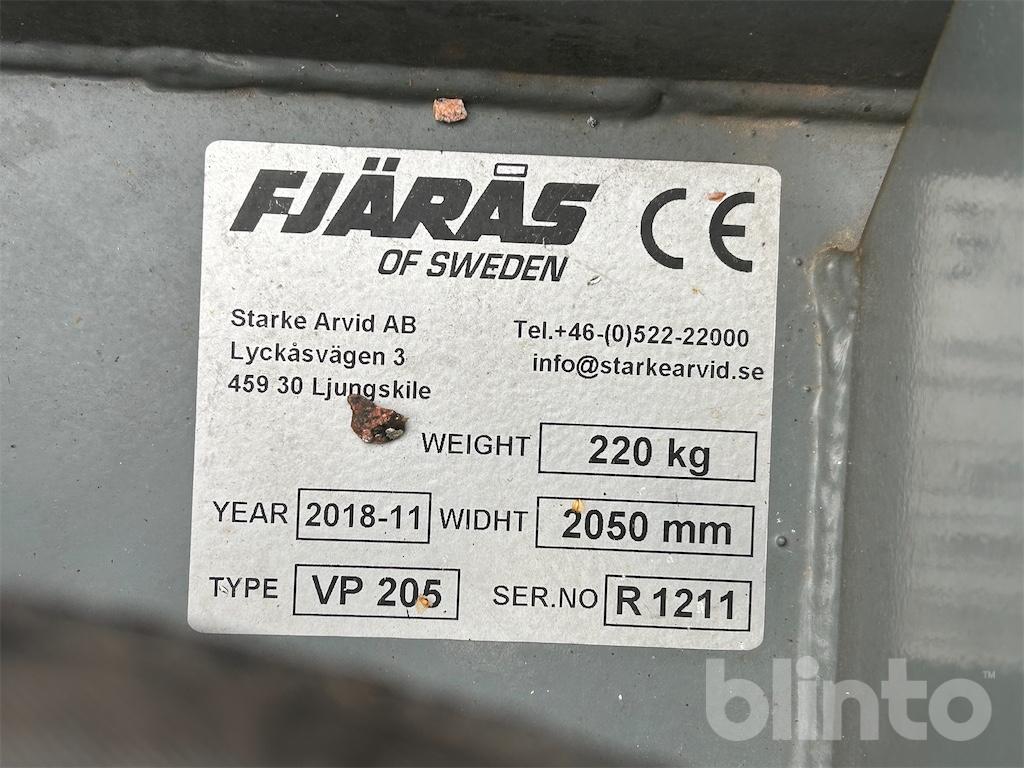 FJÄRÅS
OF SWEDEN
CE
Starke Arvid AB
Lyckåsvägen 3
459 30 Ljungskile
Tel.+46-(0)522-22000
info@starkearvid.se
WEIGHT 220 kg
YEAR 2018-11 WIDHT 2050 mm
TYPE VP 205 SER.NO R 1211
blinto™